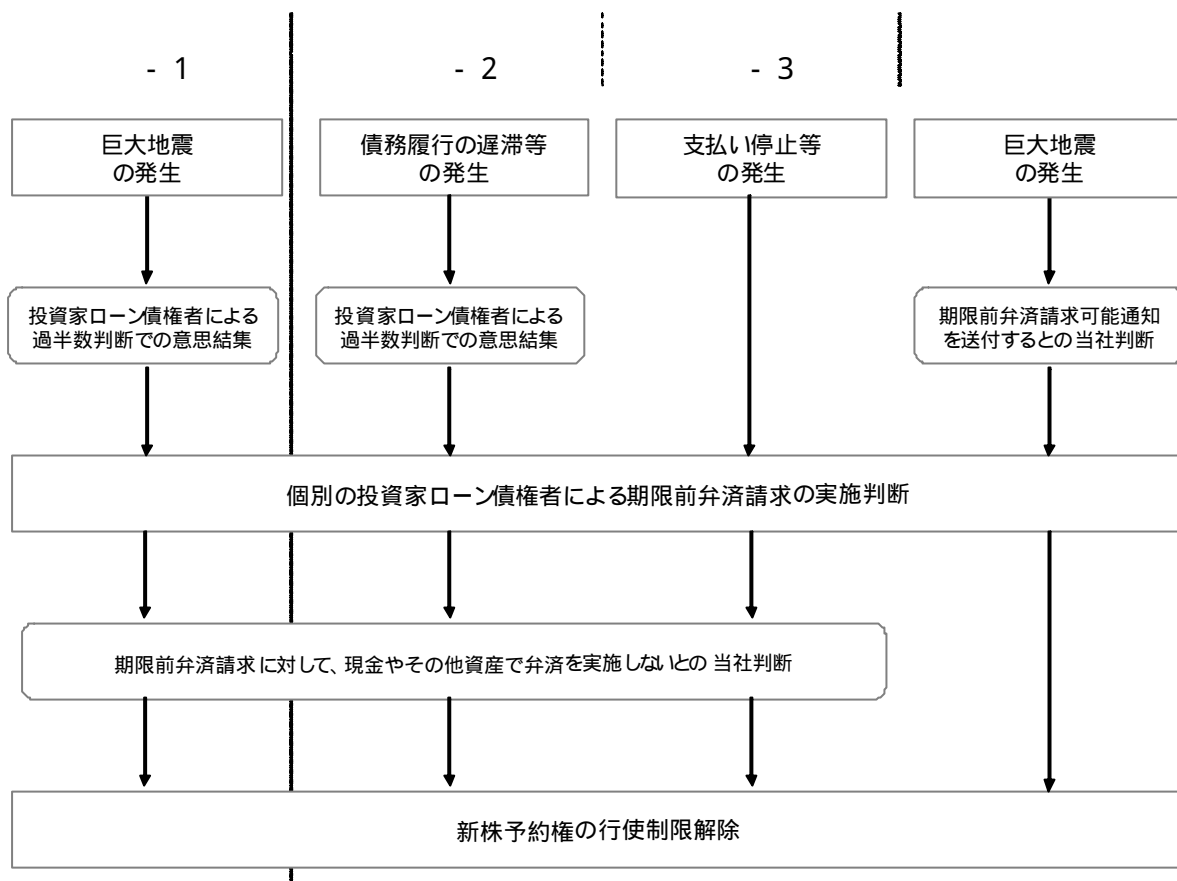 - 1
- 2
- 3
巨大地震
の発生
債務履行の遅滞等
の発生
支払い停止等
の発生
巨大地震
の発生
投資家ローン債権者による
過半数判断での意思結集
投資家ローン債権者による
過半数判断での意思結集
期限前弁済請求可能通知
を送付するとの当社判断
個別の投資家ローン債権者による期限前弁済請求の実施判断
期限前弁済請求に対して、現金やその他資産で弁済を実施しないとの当社判断
新株予約権の行使制限解除